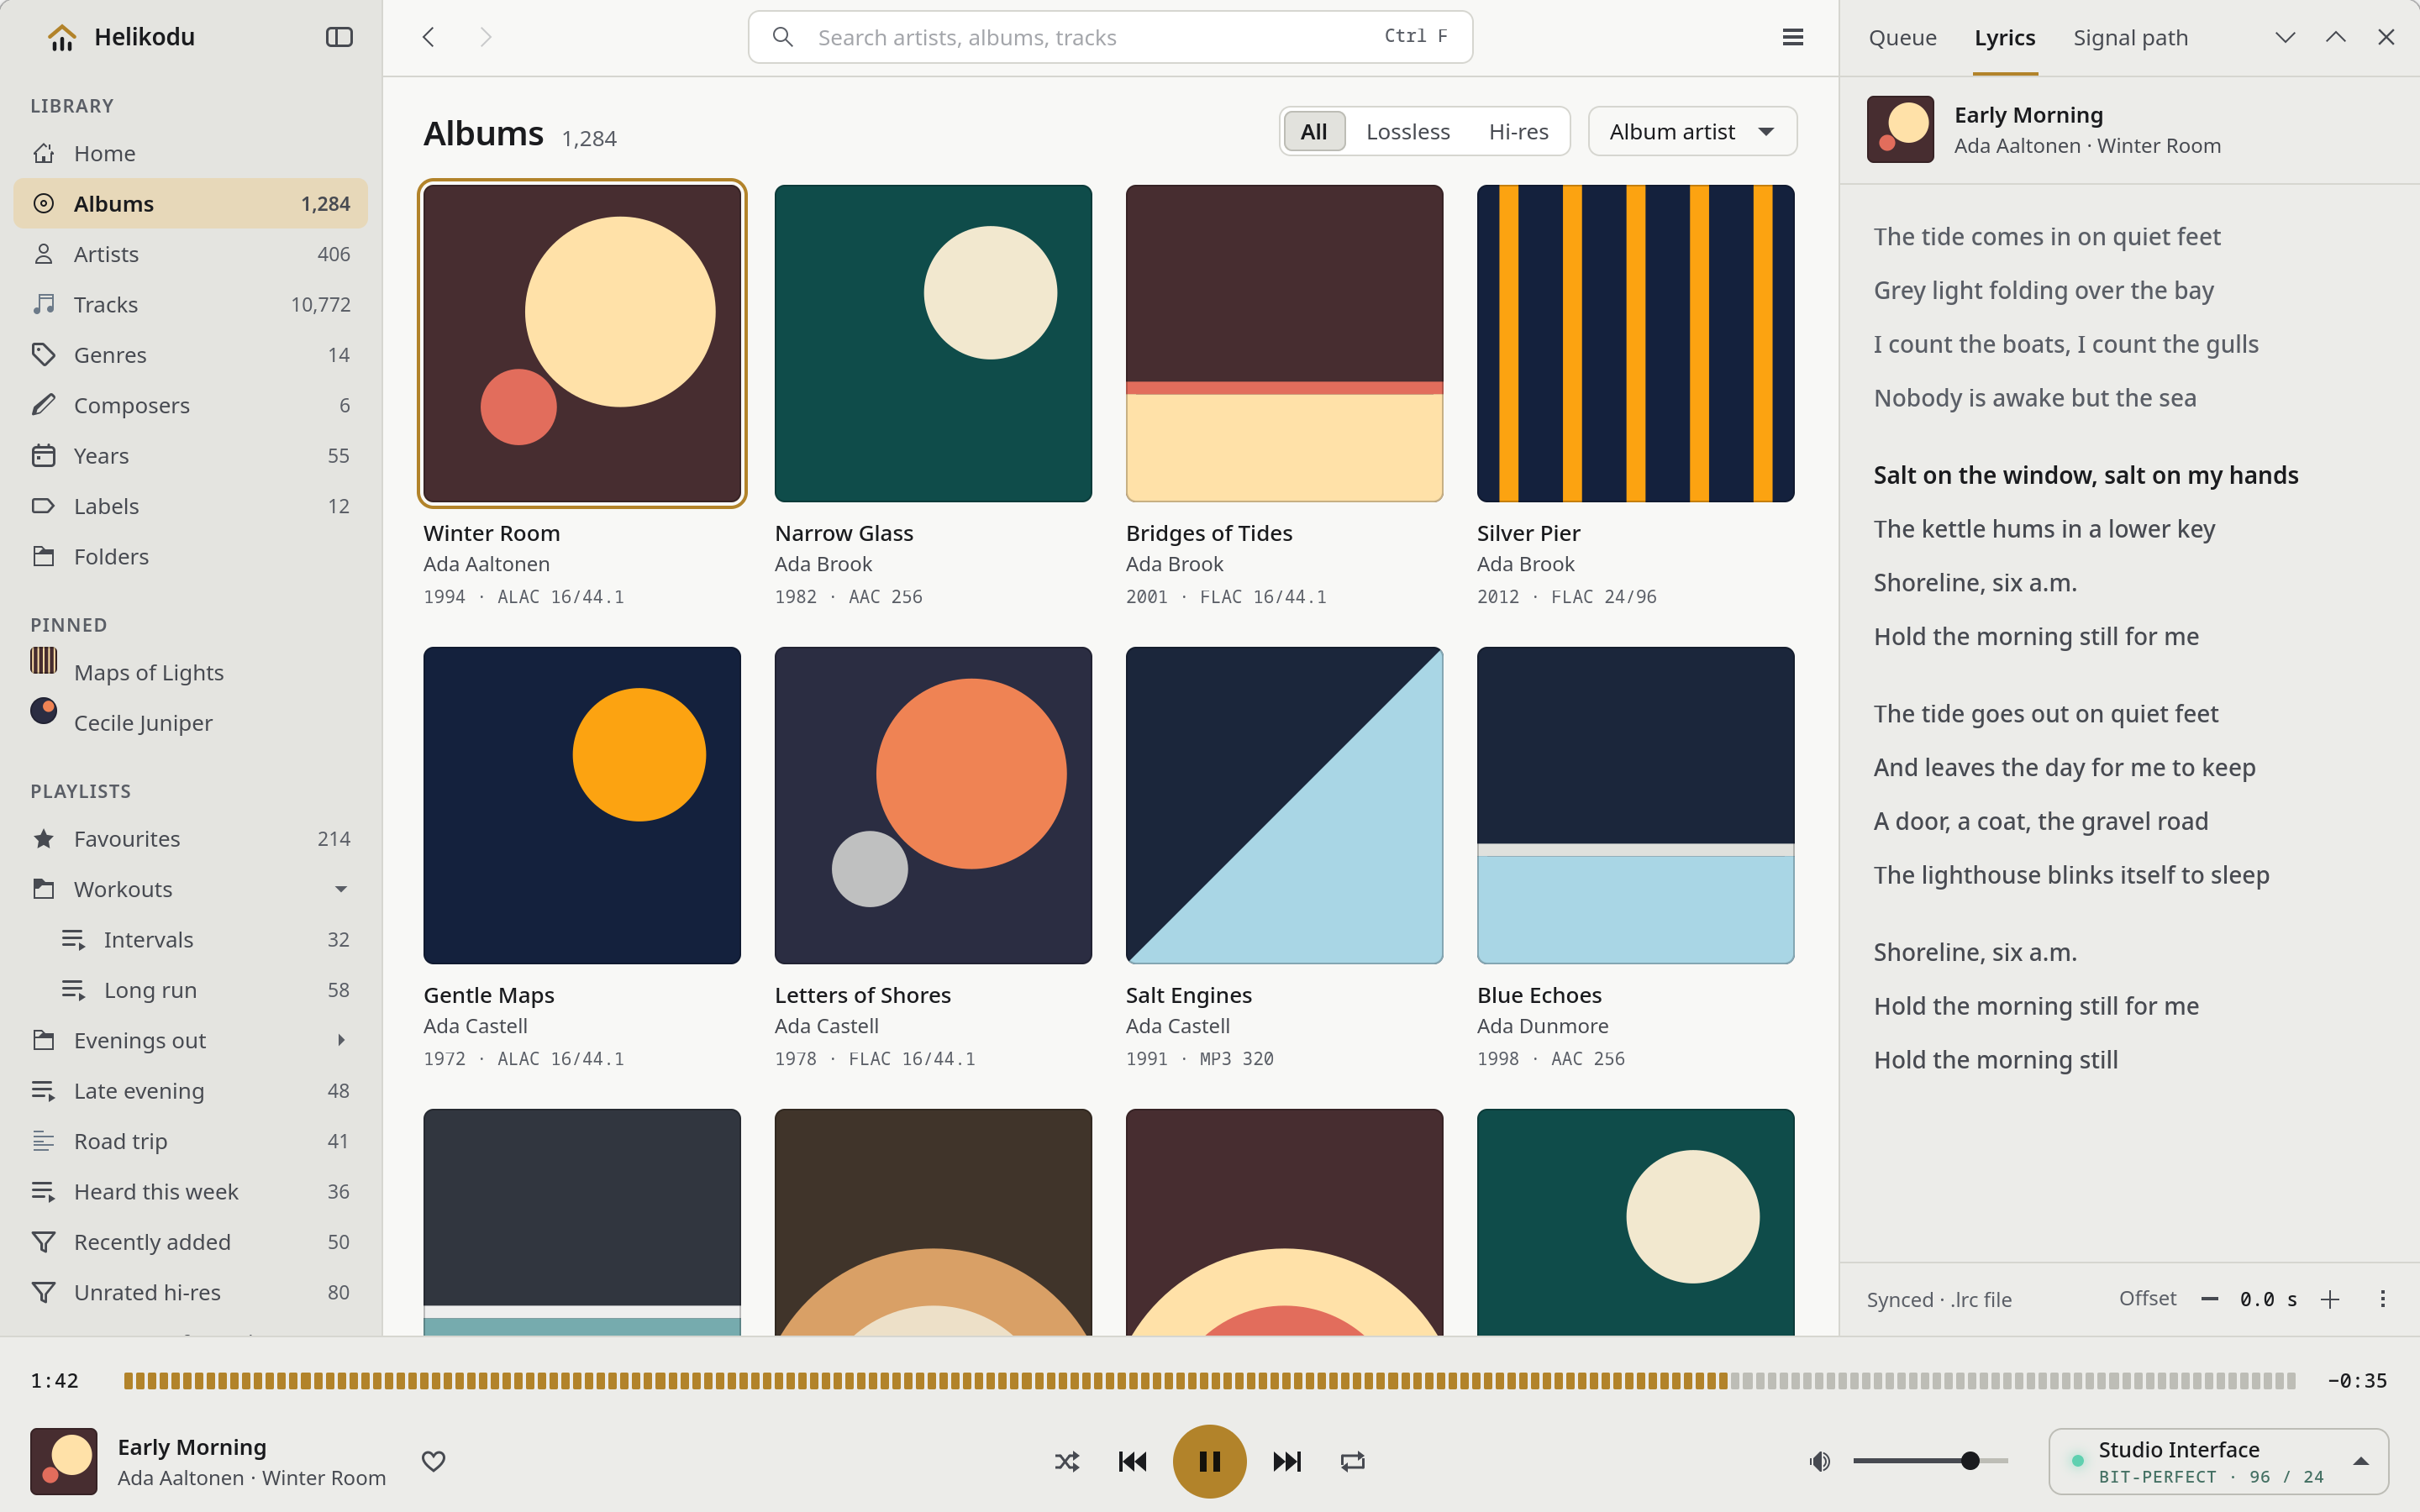 Helikodu
LIBRARY
Home
Albums 1,284
Artists 406
Tracks 10,772
Genres 14
Composers 6
Years 55
Labels 12
Folders
PINNED
Maps of Lights
Cecile Juniper
PLAYLISTS
Favourites 214
Workouts
Intervals 32
Long run 58
Evenings out
Late evening 48
Road trip 41
Heard this week 36
Recently added 50
Unrated hi-res 80
Search artists, albums, tracks Ctrl F
Albums 1,284
All Lossless Hi-res Album artist
Winter Room
Ada Aaltonen
1994 · ALAC 16/44.1
Narrow Glass
Ada Brook
1982 · AAC 256
Bridges of Tides
Ada Brook
2001 · FLAC 16/44.1
Silver Pier
Ada Brook
2012 · FLAC 24/96
Gentle Maps
Ada Castell
1972 · ALAC 16/44.1
Letters of Shores
Ada Castell
1978 · FLAC 16/44.1
Salt Engines
Ada Castell
1991 · MP3 320
Blue Echoes
Ada Dunmore
1998 · AAC 256
Queue Lyrics Signal path
Early Morning
Ada Aaltonen · Winter Room
The tide comes in on quiet feet
Grey light folding over the bay
I count the boats, I count the gulls
Nobody is awake but the sea
Salt on the window, salt on my hands
The kettle hums in a lower key
Shoreline, six a.m.
Hold the morning still for me
The tide goes out on quiet feet
And leaves the day for me to keep
A door, a coat, the gravel road
The lighthouse blinks itself to sleep
Shoreline, six a.m.
Hold the morning still for me
Hold the morning still
Synced · .lrc file Offset 0.0 s
1:42 −0:35
Early Morning
Ada Aaltonen · Winter Room
Studio Interface
BIT-PERFECT · 96 / 24